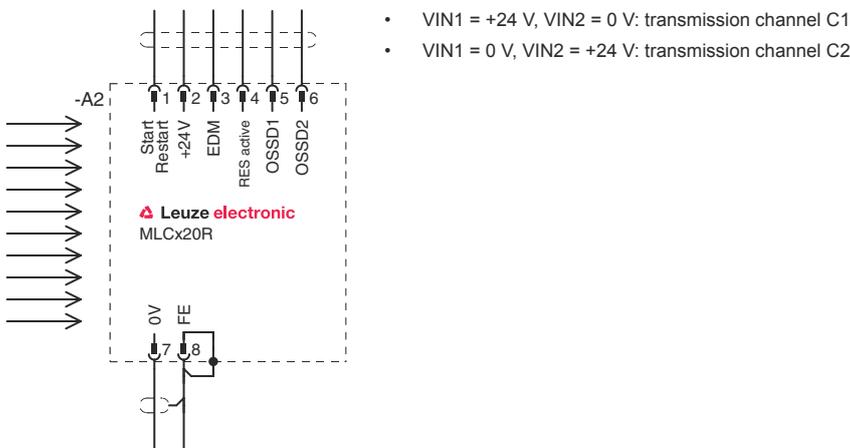 • VIN1 = +24 V, VIN2 = 0 V: transmission channel C1
• VIN1 = 0 V, VIN2 = +24 V: transmission channel C2
-A2
1 2 3 4 5 6
Start
Restart
+24V
EDM
RES active
OSSD1
OSSD2
Leuze electronic
MLCx20R
0V
FE
7 8